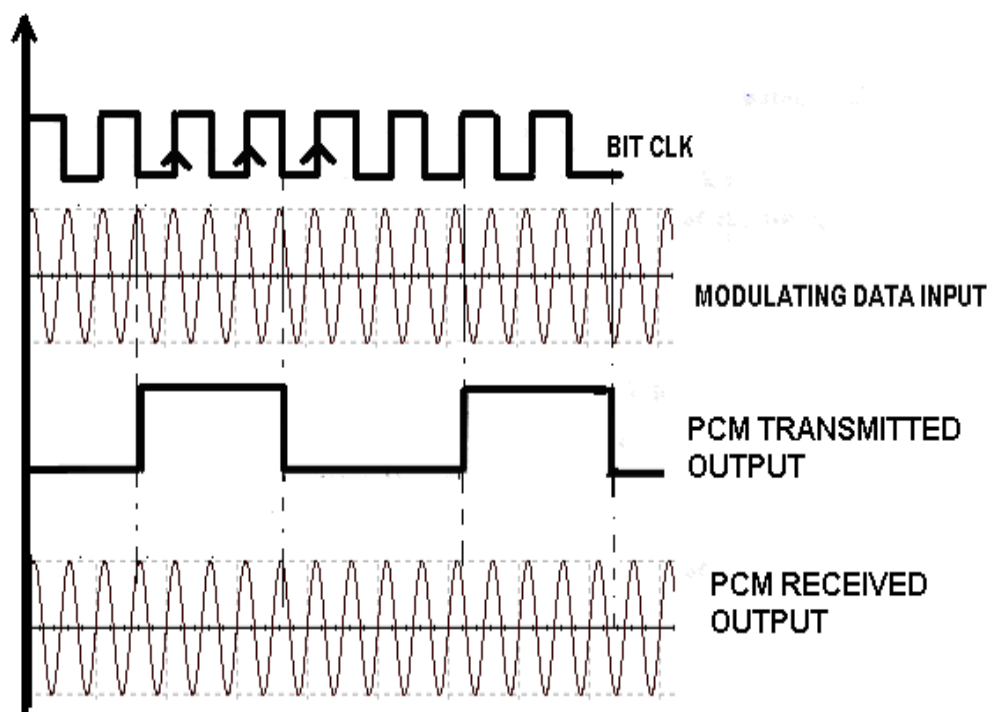 BIT CLK
MODULATING DATA INPUT
PCM TRANSMITTED
OUTPUT
PCM RECEIVED
OUTPUT